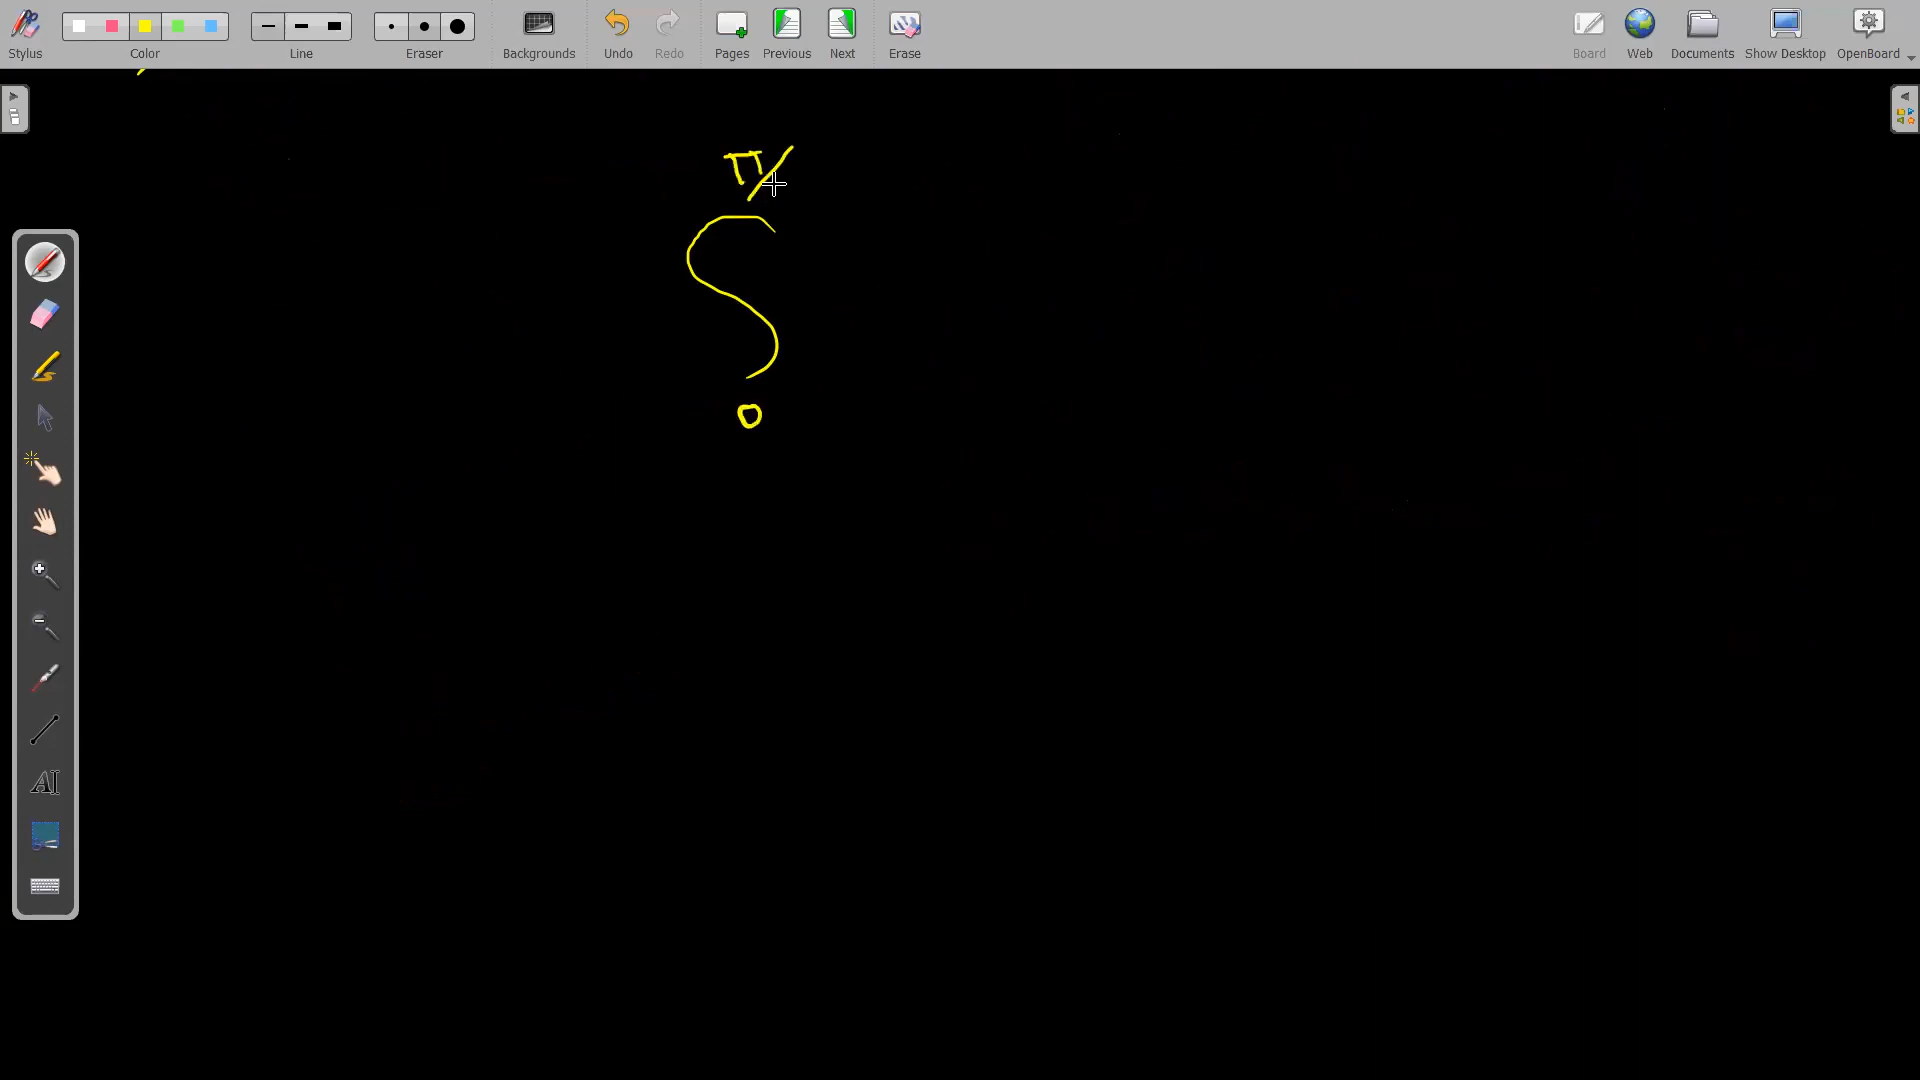 Stylus Color Line Eraser Backgrounds Undo Redo Pages Previous Next Erase Board Web Documents Show Desktop OpenBoard
π/
∫
0